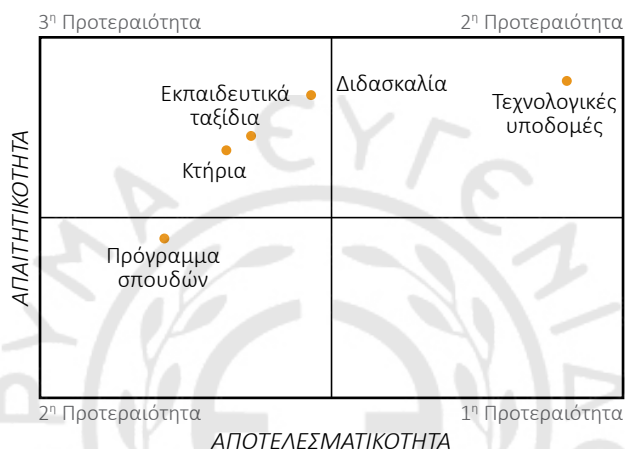 3η Προτεραιότητα
2η Προτεραιότητα
Διδασκαλία
Εκπαιδευτικά
ταξίδια
Τεχνολογικές
υποδομές
Κτήρια
ΑΠΑΙΤΗΤΙΚΟΤΗΤΑ
Πρόγραμμα
σπουδών
2η Προτεραιότητα
1η Προτεραιότητα
ΑΠΟΤΕΛΕΣΜΑΤΙΚΟΤΗΤΑ